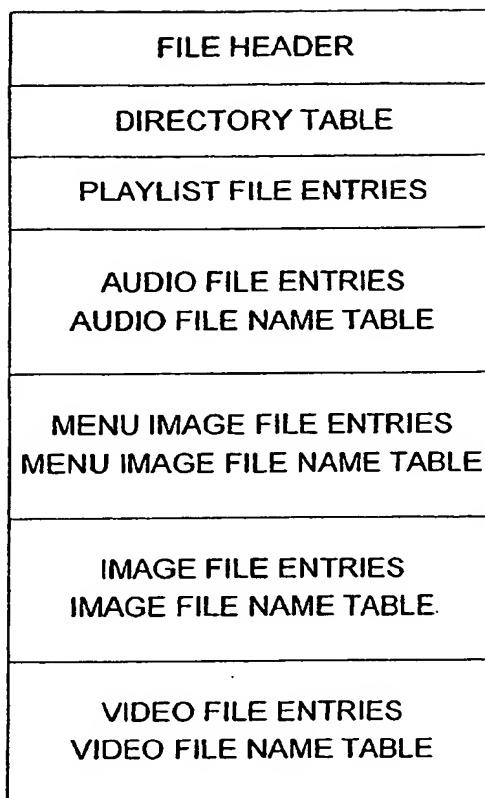 FILE HEADER
DIRECTORY TABLE
PLAYLIST FILE ENTRIES
AUDIO FILE ENTRIES
AUDIO FILE NAME TABLE
MENU IMAGE FILE ENTRIES
MENU IMAGE FILE NAME TABLE
IMAGE FILE ENTRIES
IMAGE FILE NAME TABLE
VIDEO FILE ENTRIES
VIDEO FILE NAME TABLE